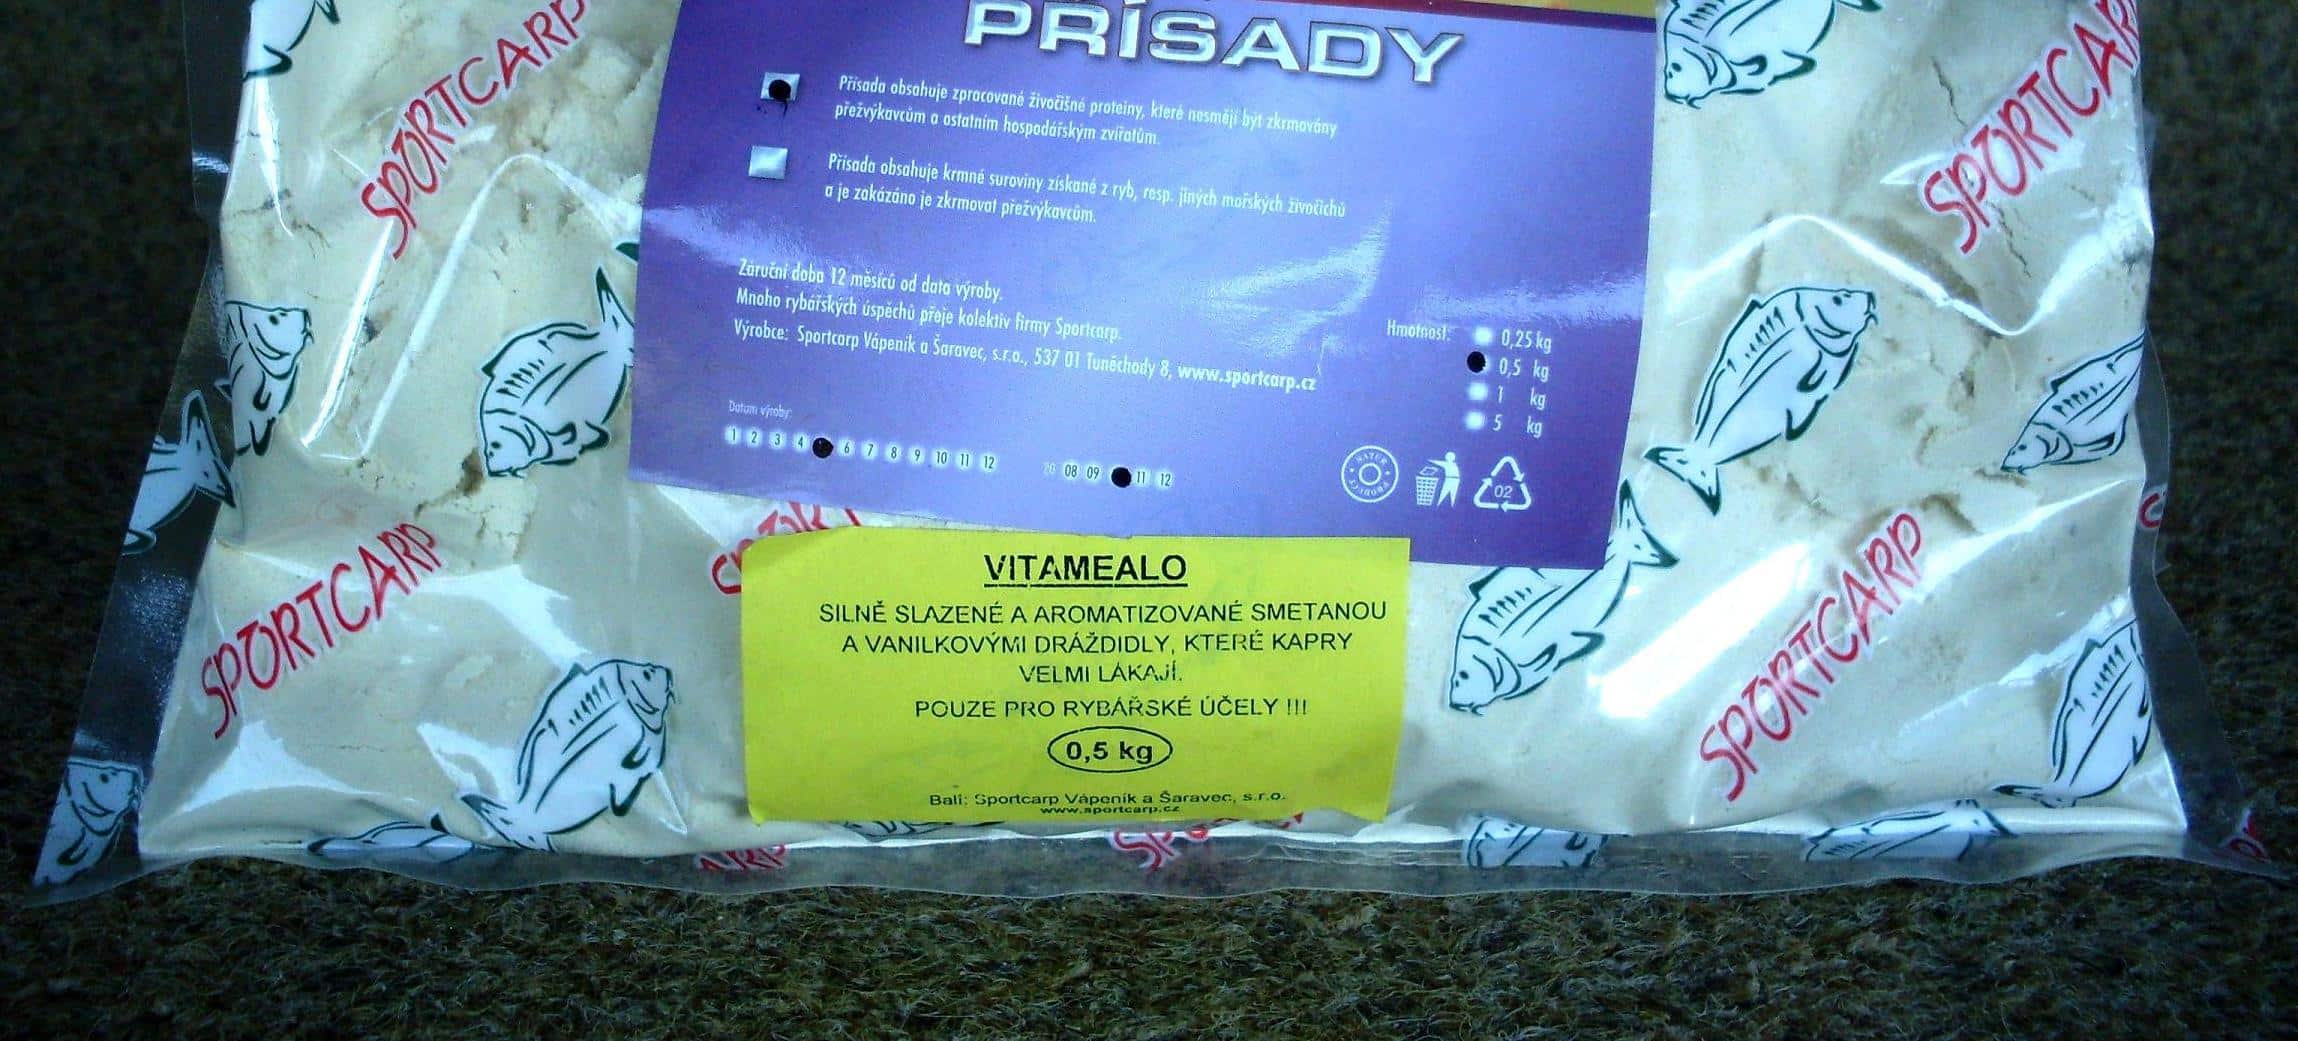 PŘÍSADY
Přísada obsahuje zpracované živočišné proteiny, které nesmějí být zkrmovány
přežvýkavcům a ostatním hospodářským zvířatům.
Přísada obsahuje krmné suroviny získané z ryb, resp. jiných mořských živočichů
a je zakázáno je zkrmovat přežvýkavcům.
Záruční doba 12 měsíců od data výroby.
Mnoho rybářských úspěchů přeje kolektiv firmy Sportcarp.
Výrobce: Sportcarp Vápeník a Šaravec, s.r.o., 537 01 Tuněchody 8, www.sportcarp.cz
Hmotnost: 0,25 kg
0,5 kg
1 kg
5 kg
Datum výroby:
1 2 3 4 6 7 8 9 10 11 12 20 08 09 11 12
NATUR
02
VITAMEALO
SILNĚ SLAZENÉ A AROMATIZOVANÉ SMETANOU
A VANILKOVÝMI DRÁŽDIDLY, KTERÉ KAPRY
VELMI LÁKAJÍ.
POUZE PRO RYBÁŘSKÉ ÚČELY !!!
0,5 kg
Balí: Sportcarp Vápeník a Šaravec, s.r.o.
www.sportcarp.cz
SPORTCARP
SPORTCARP
SPORTCARP
SPORTCARP